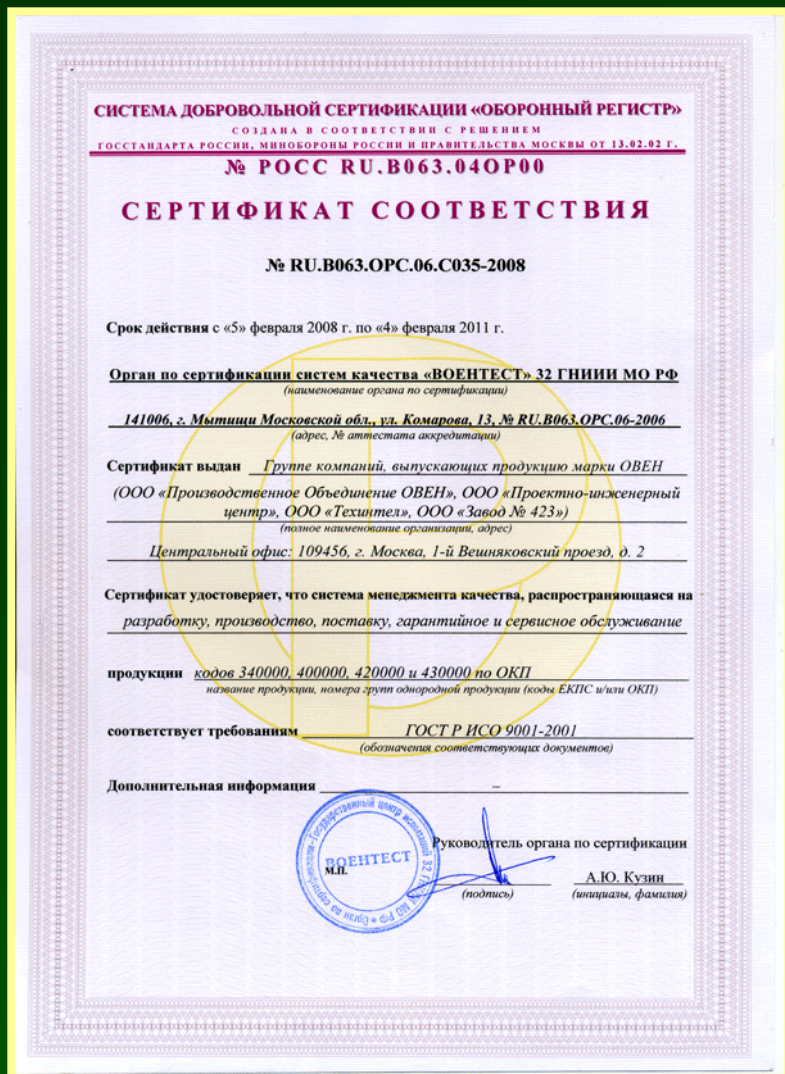 СИСТЕМА ДОБРОВОЛЬНОЙ СЕРТИФИКАЦИИ «ОБОРОННЫЙ РЕГИСТР»
СОЗДАНА В СООТВЕТСТВИИ С РЕШЕНИЕМ
ГОССТАНДАРТА РОССИИ, МИНОБОРОНЫ РОССИИ И ПРАВИТЕЛЬСТВА МОСКВЫ ОТ 13.02.02 Г.
№ РОСС RU.В063.04ОР00
СЕРТИФИКАТ СООТВЕТСТВИЯ
№ RU.В063.ОРС.06.С035-2008
Срок действия с «5» февраля 2008 г. по «4» февраля 2011 г.
Орган по сертификации систем качества «ВОЕНТЕСТ» 32 ГНИИИ МО РФ
(наименование органа по сертификации)
141006, г. Мытищи Московской обл., ул. Комарова, 13, № RU.В063.ОРС.06-2006
(адрес, № аттестата аккредитации)
Сертификат выдан Группе компаний, выпускающих продукцию марки ОВЕН
(ООО «Производственное Объединение ОВЕН», ООО «Проектно-инженерный
центр», ООО «Техинтел», ООО «Завод № 423»)
(полное наименование организации, адрес)
Центральный офис: 109456, г. Москва, 1-й Вешняковский проезд, д. 2
Сертификат удостоверяет, что система менеджмента качества, распространяющаяся на
разработку, производство, поставку, гарантийное и сервисное обслуживание
продукции кодов 340000, 400000, 420000 и 430000 по ОКП
название продукции, номера групп однородной продукции (коды ЕКПС и/или ОКП)
соответствует требованиям ГОСТ Р ИСО 9001-2001
(обозначения соответствующих документов)
Дополнительная информация –
Руководитель органа по сертификации
ВОЕНТЕСТ
М.П.
А.Ю. Кузин
(подпись) (инициалы, фамилия)